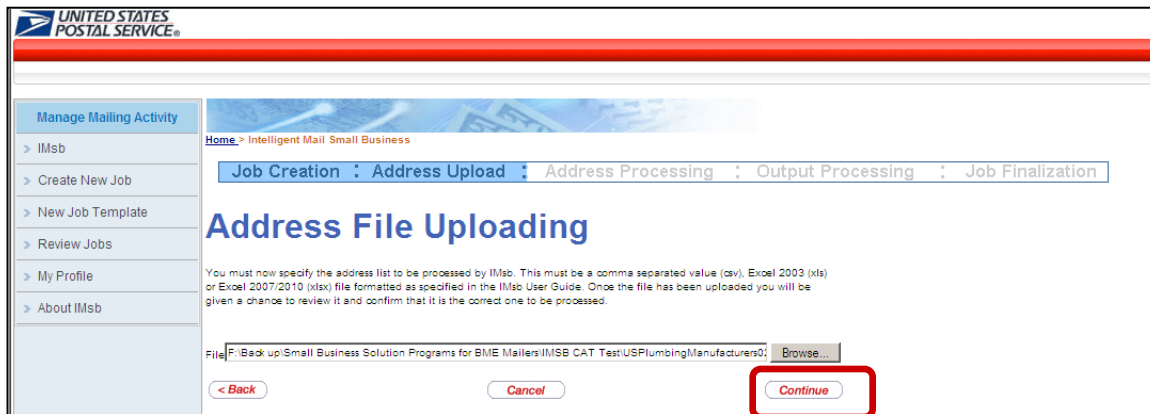 UNITED STATES
POSTAL SERVICE®
Manage Mailing Activity
» IMsb
» Create New Job
» New Job Template
» Review Jobs
» My Profile
» About IMsb
Home > Intelligent Mail Small Business
Job Creation : Address Upload : Address Processing : Output Processing : Job Finalization
Address File Uploading
You must now specify the address list to be processed by IMsb. This must be a comma separated value (csv), Excel 2003 (xls)
or Excel 2007/2010 (xlsx) file formatted as specified in the IMsb User Guide. Once the file has been uploaded you will be
given a chance to review it and confirm that it is the correct one to be processed.
File F:\Back up\Small Business Solution Programs for BME Mailers\IMSB CAT Test\USPlumbingManufacturers02 Browse...
< Back Cancel Continue